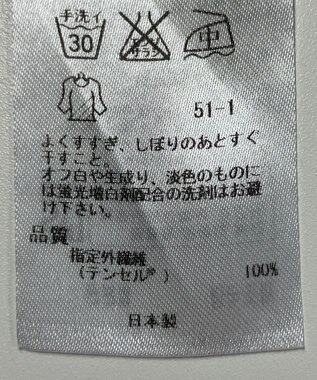 手洗イ
30
エンソ
サラシ
中
51-1
よくすすぎ、しぼりのあとすぐ
干すこと。
オフ白や生成り、淡色のものに
は蛍光増白剤配合の洗剤はお避
け下さい。
品質
指定外繊維
（テンセル®） 100%
日本製